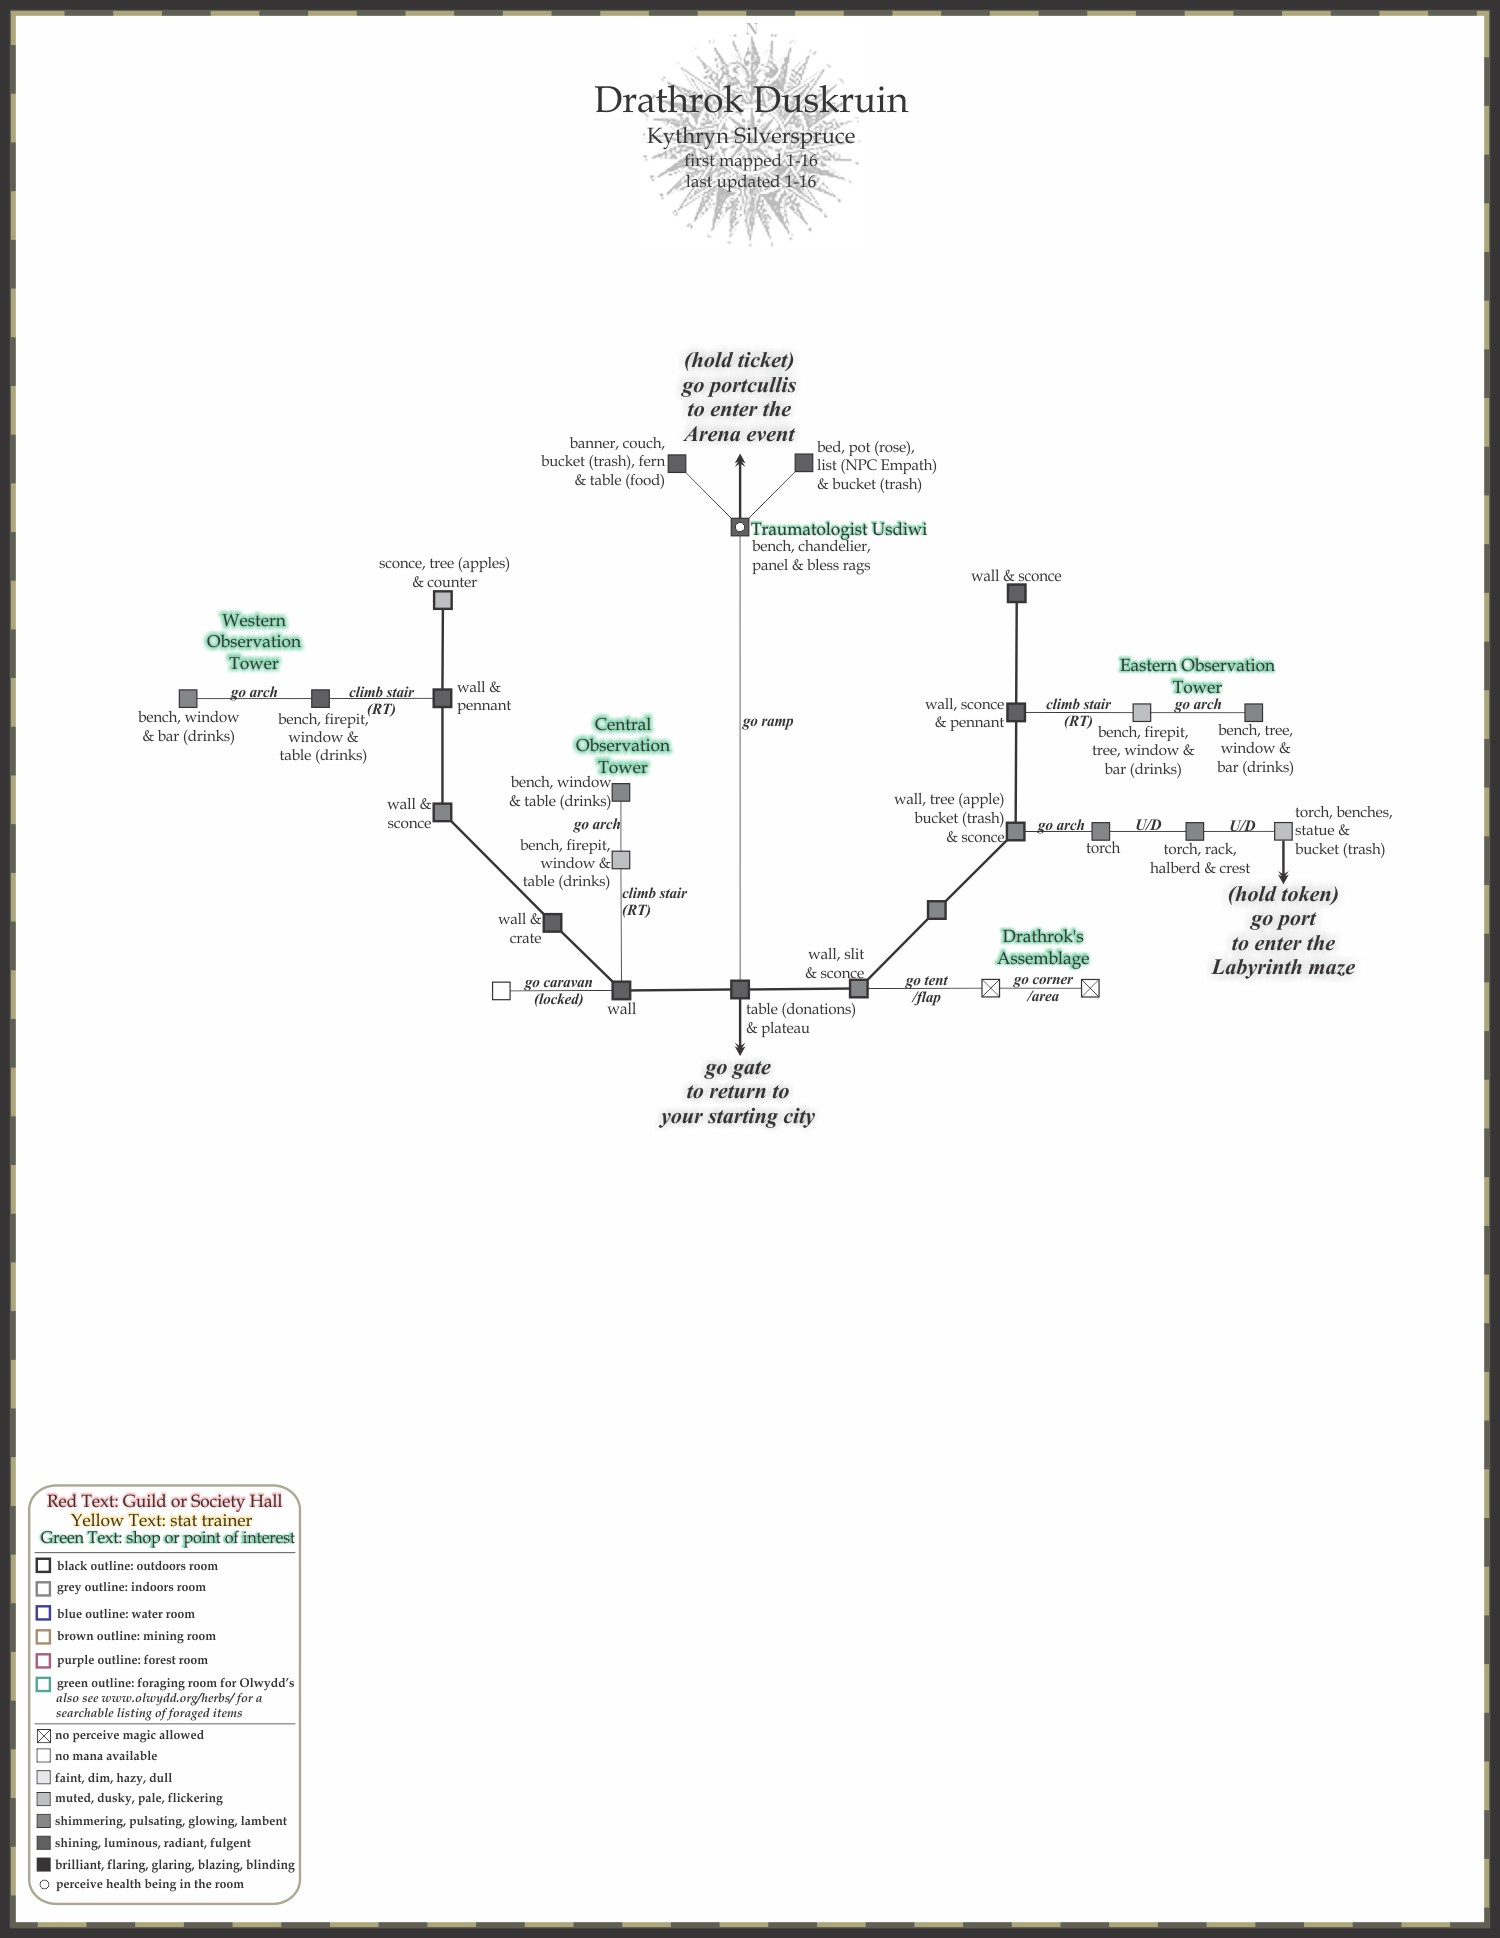 N
Drathrok Duskruin
Kythryn Silverspruce
first mapped 1-16
last updated 1-16
(hold ticket)
go portcullis
to enter the
Arena event
banner, couch,
bucket (trash), fern
& table (food)
bed, pot (rose),
list (NPC Empath)
& bucket (trash)
Traumatologist Usdiwi
bench, chandelier,
panel & bless rags
sconce, tree (apples)
& counter
wall & sconce
Western
Observation
Tower
go arch
climb stair
(RT)
wall &
pennant
bench, window
& bar (drinks)
bench, firepit,
window &
table (drinks)
Eastern Observation
Tower
wall, sconce
& pennant
climb stair
(RT)
go arch
bench, firepit,
tree, window &
bar (drinks)
bench, tree,
window &
bar (drinks)
go ramp
Central
Observation
Tower
bench, window
& table (drinks)
go arch
bench, firepit,
window &
table (drinks)
climb stair
(RT)
wall &
sconce
wall, tree (apple)
bucket (trash)
& sconce
go arch
U/D
U/D
torch
torch, rack,
halberd & crest
torch, benches,
statue &
bucket (trash)
(hold token)
go port
to enter the
Labyrinth maze
wall &
crate
wall, slit
& sconce
Drathrok's
Assemblage
go caravan
(locked)
wall
table (donations)
& plateau
go tent
/flap
go corner
/area
go gate
to return to
your starting city
Red Text: Guild or Society Hall
Yellow Text: stat trainer
Green Text: shop or point of interest
black outline: outdoors room
grey outline: indoors room
blue outline: water room
brown outline: mining room
purple outline: forest room
green outline: foraging room for Olwydd's
also see www.olwydd.org/herbs/ for a
searchable listing of foraged items
no perceive magic allowed
no mana available
faint, dim, hazy, dull
muted, dusky, pale, flickering
shimmering, pulsating, glowing, lambent
shining, luminous, radiant, fulgent
brilliant, flaring, glaring, blazing, blinding
perceive health being in the room